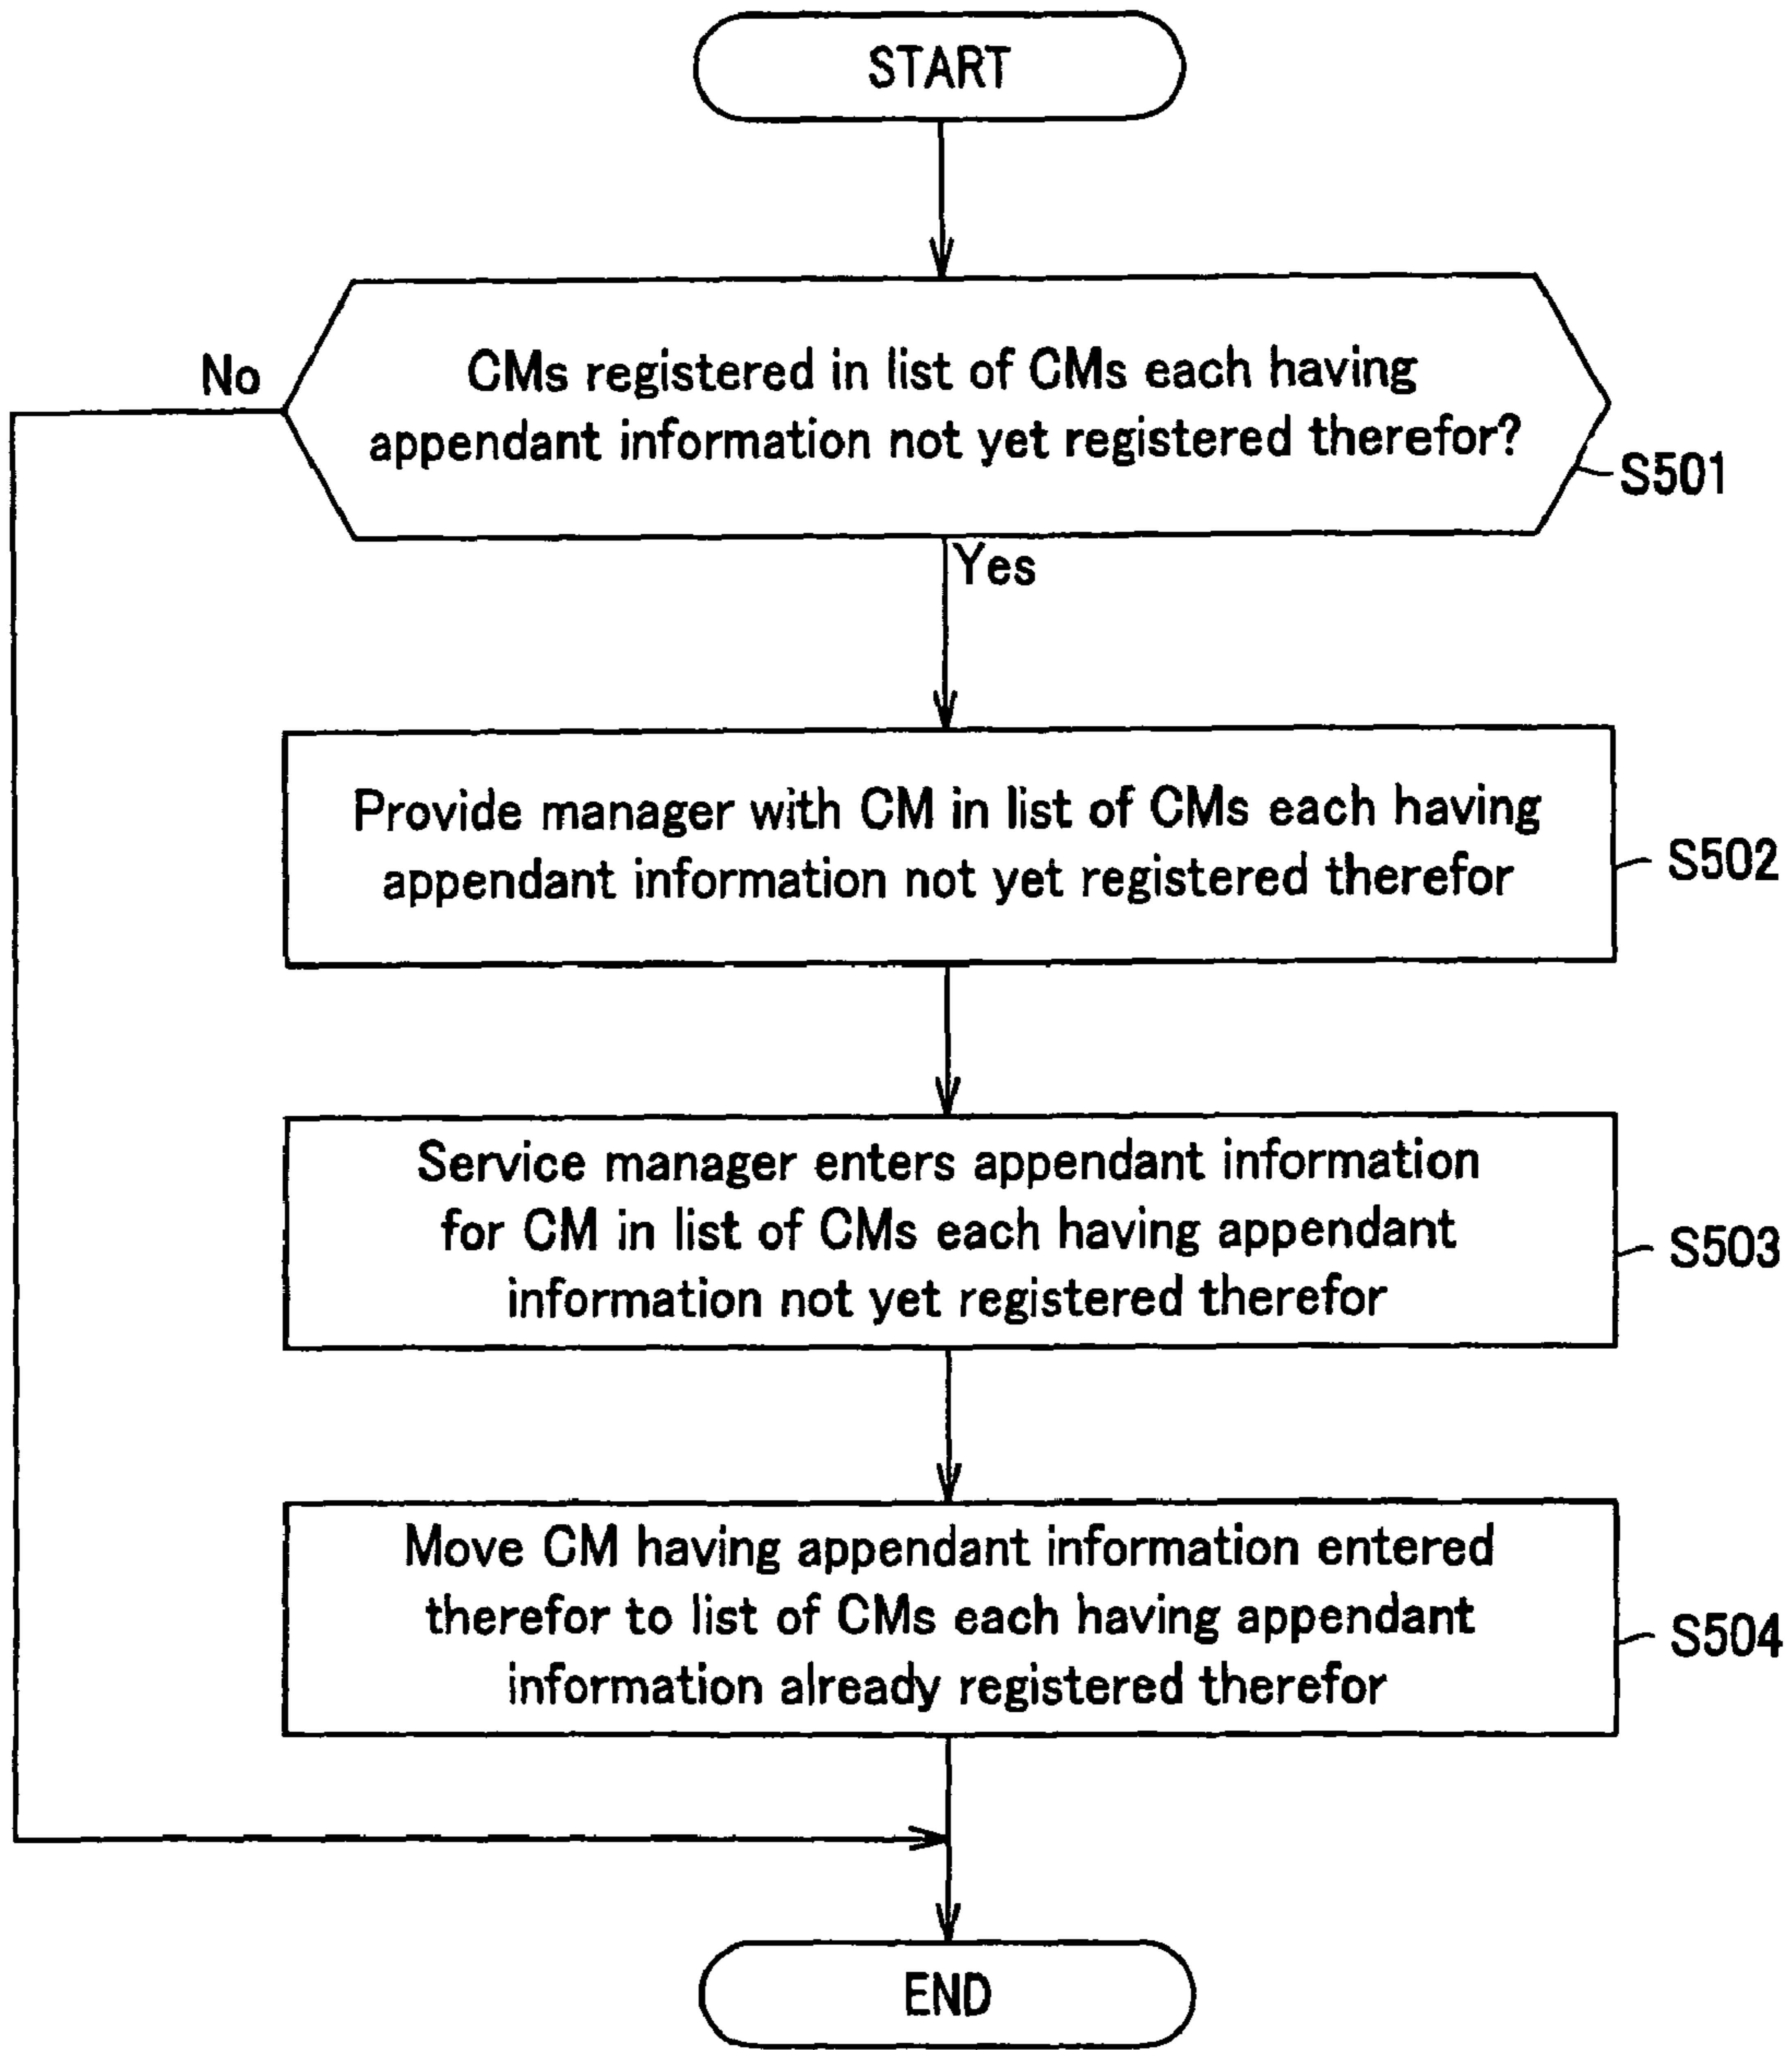 START
No
CMs registered in list of CMs each having
appendant information not yet registered therefor?
S501
Yes
Provide manager with CM in list of CMs each having
appendant information not yet registered therefor
S502
Service manager enters appendant information
for CM in list of CMs each having appendant
information not yet registered therefor
S503
Move CM having appendant information entered
therefor to list of CMs each having appendant
information already registered therefor
S504
END